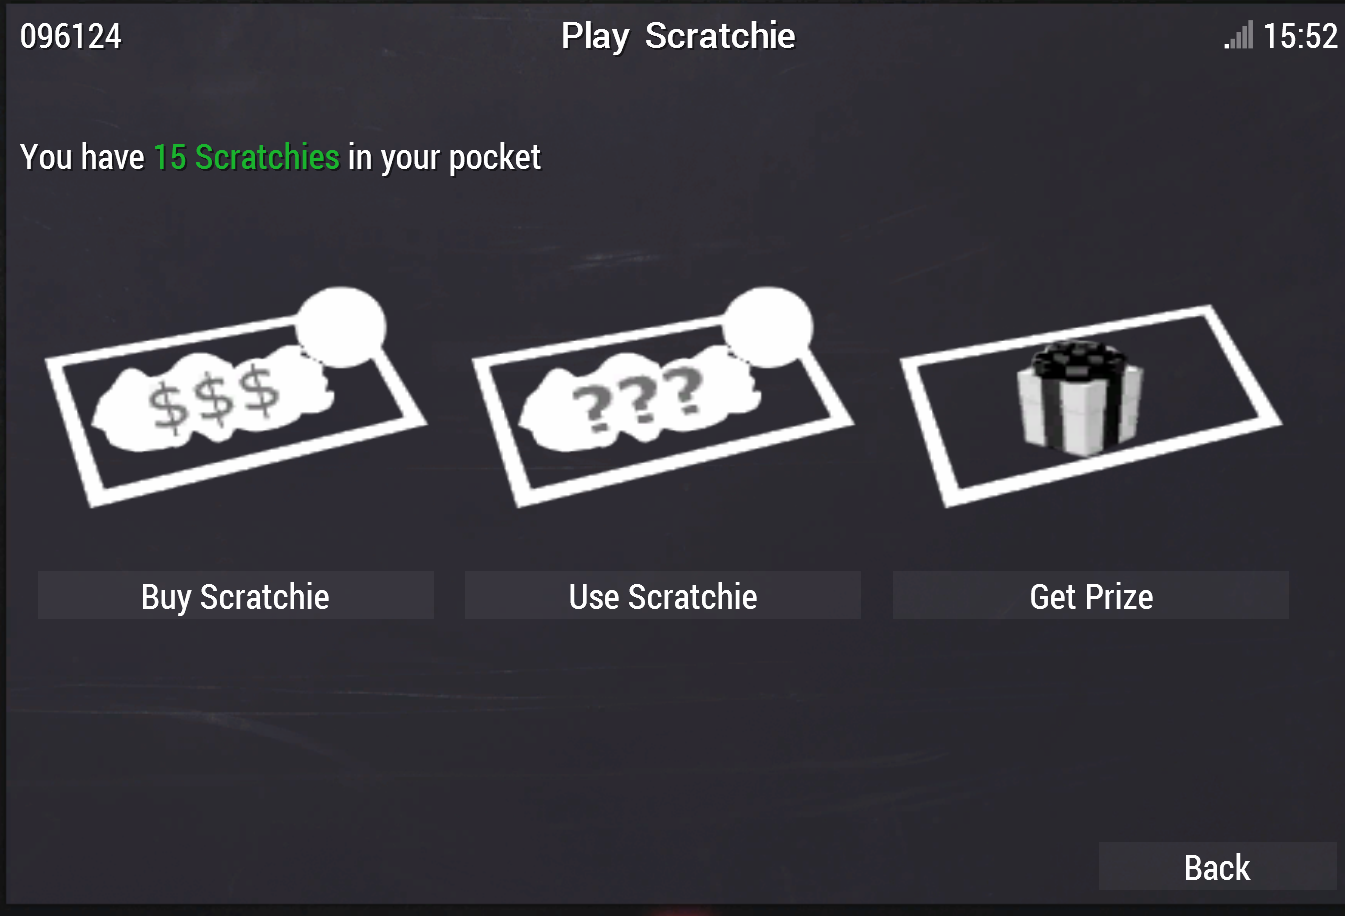 096124
Play Scratchie
15:52
You have 15 Scratchies in your pocket
$$$
???
Buy Scratchie
Use Scratchie
Get Prize
Back